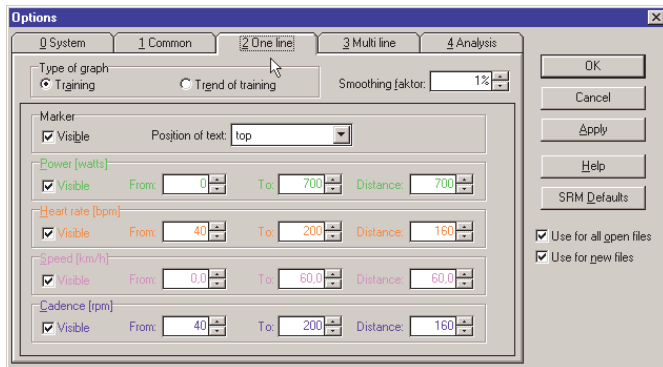 Options
0 System 1 Common 2 One line 3 Multi line 4 Analysis
Type of graph
Training Trend of training Smoothing faktor: 1%
Marker
Visible Position of text: top
Power [watts]
Visible From: 0 To: 700 Distance: 700
Heart rate [bpm]
Visible From: 40 To: 200 Distance: 160
Speed [km/h]
Visible From: 0,0 To: 60,0 Distance: 60,0
Cadence [rpm]
Visible From: 40 To: 200 Distance: 160
OK
Cancel
Apply
Help
SRM Defaults
Use for all open files
Use for new files